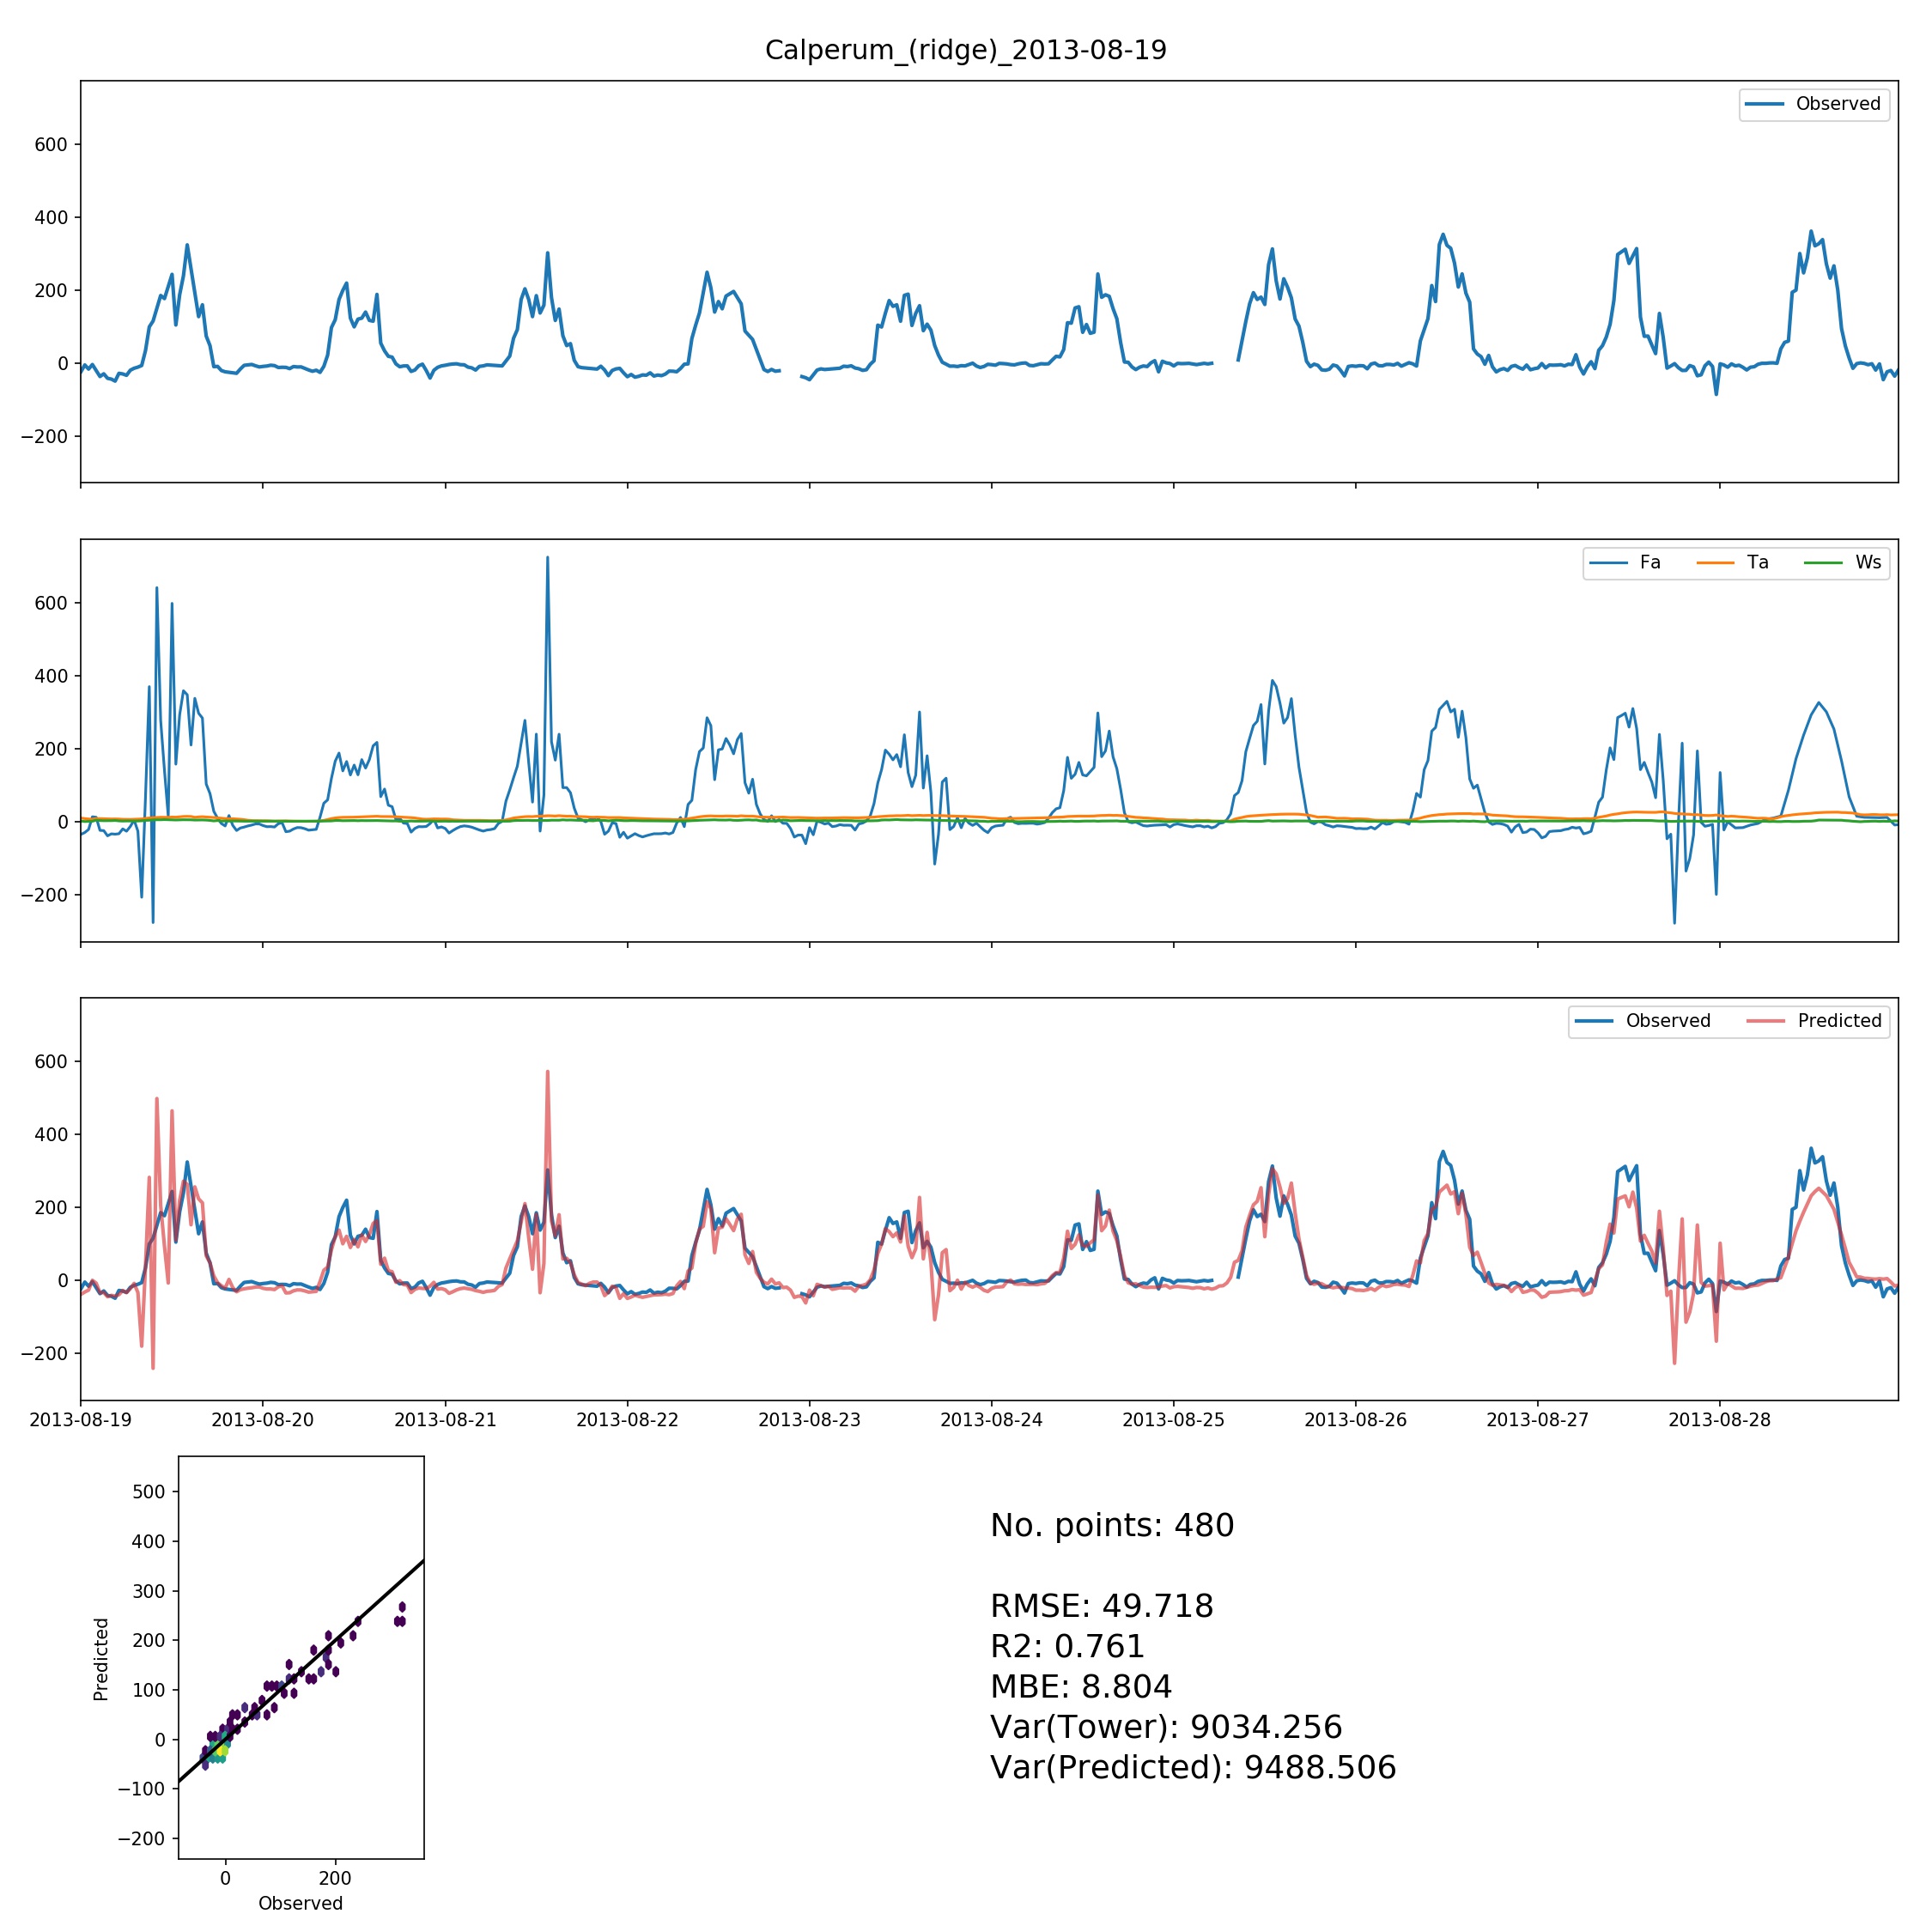 Calperum_(ridge)_2013-08-19
Observed
600
400
200
0
−200
Fa Ta Ws
600
400
200
0
−200
Observed Predicted
600
400
200
0
−200
2013-08-19 2013-08-20 2013-08-21 2013-08-22 2013-08-23 2013-08-24 2013-08-25 2013-08-26 2013-08-27 2013-08-28
500
400
300
200
100
0
−100
−200
Predicted
0 200
Observed
No. points: 480
RMSE: 49.718
R2: 0.761
MBE: 8.804
Var(Tower): 9034.256
Var(Predicted): 9488.506